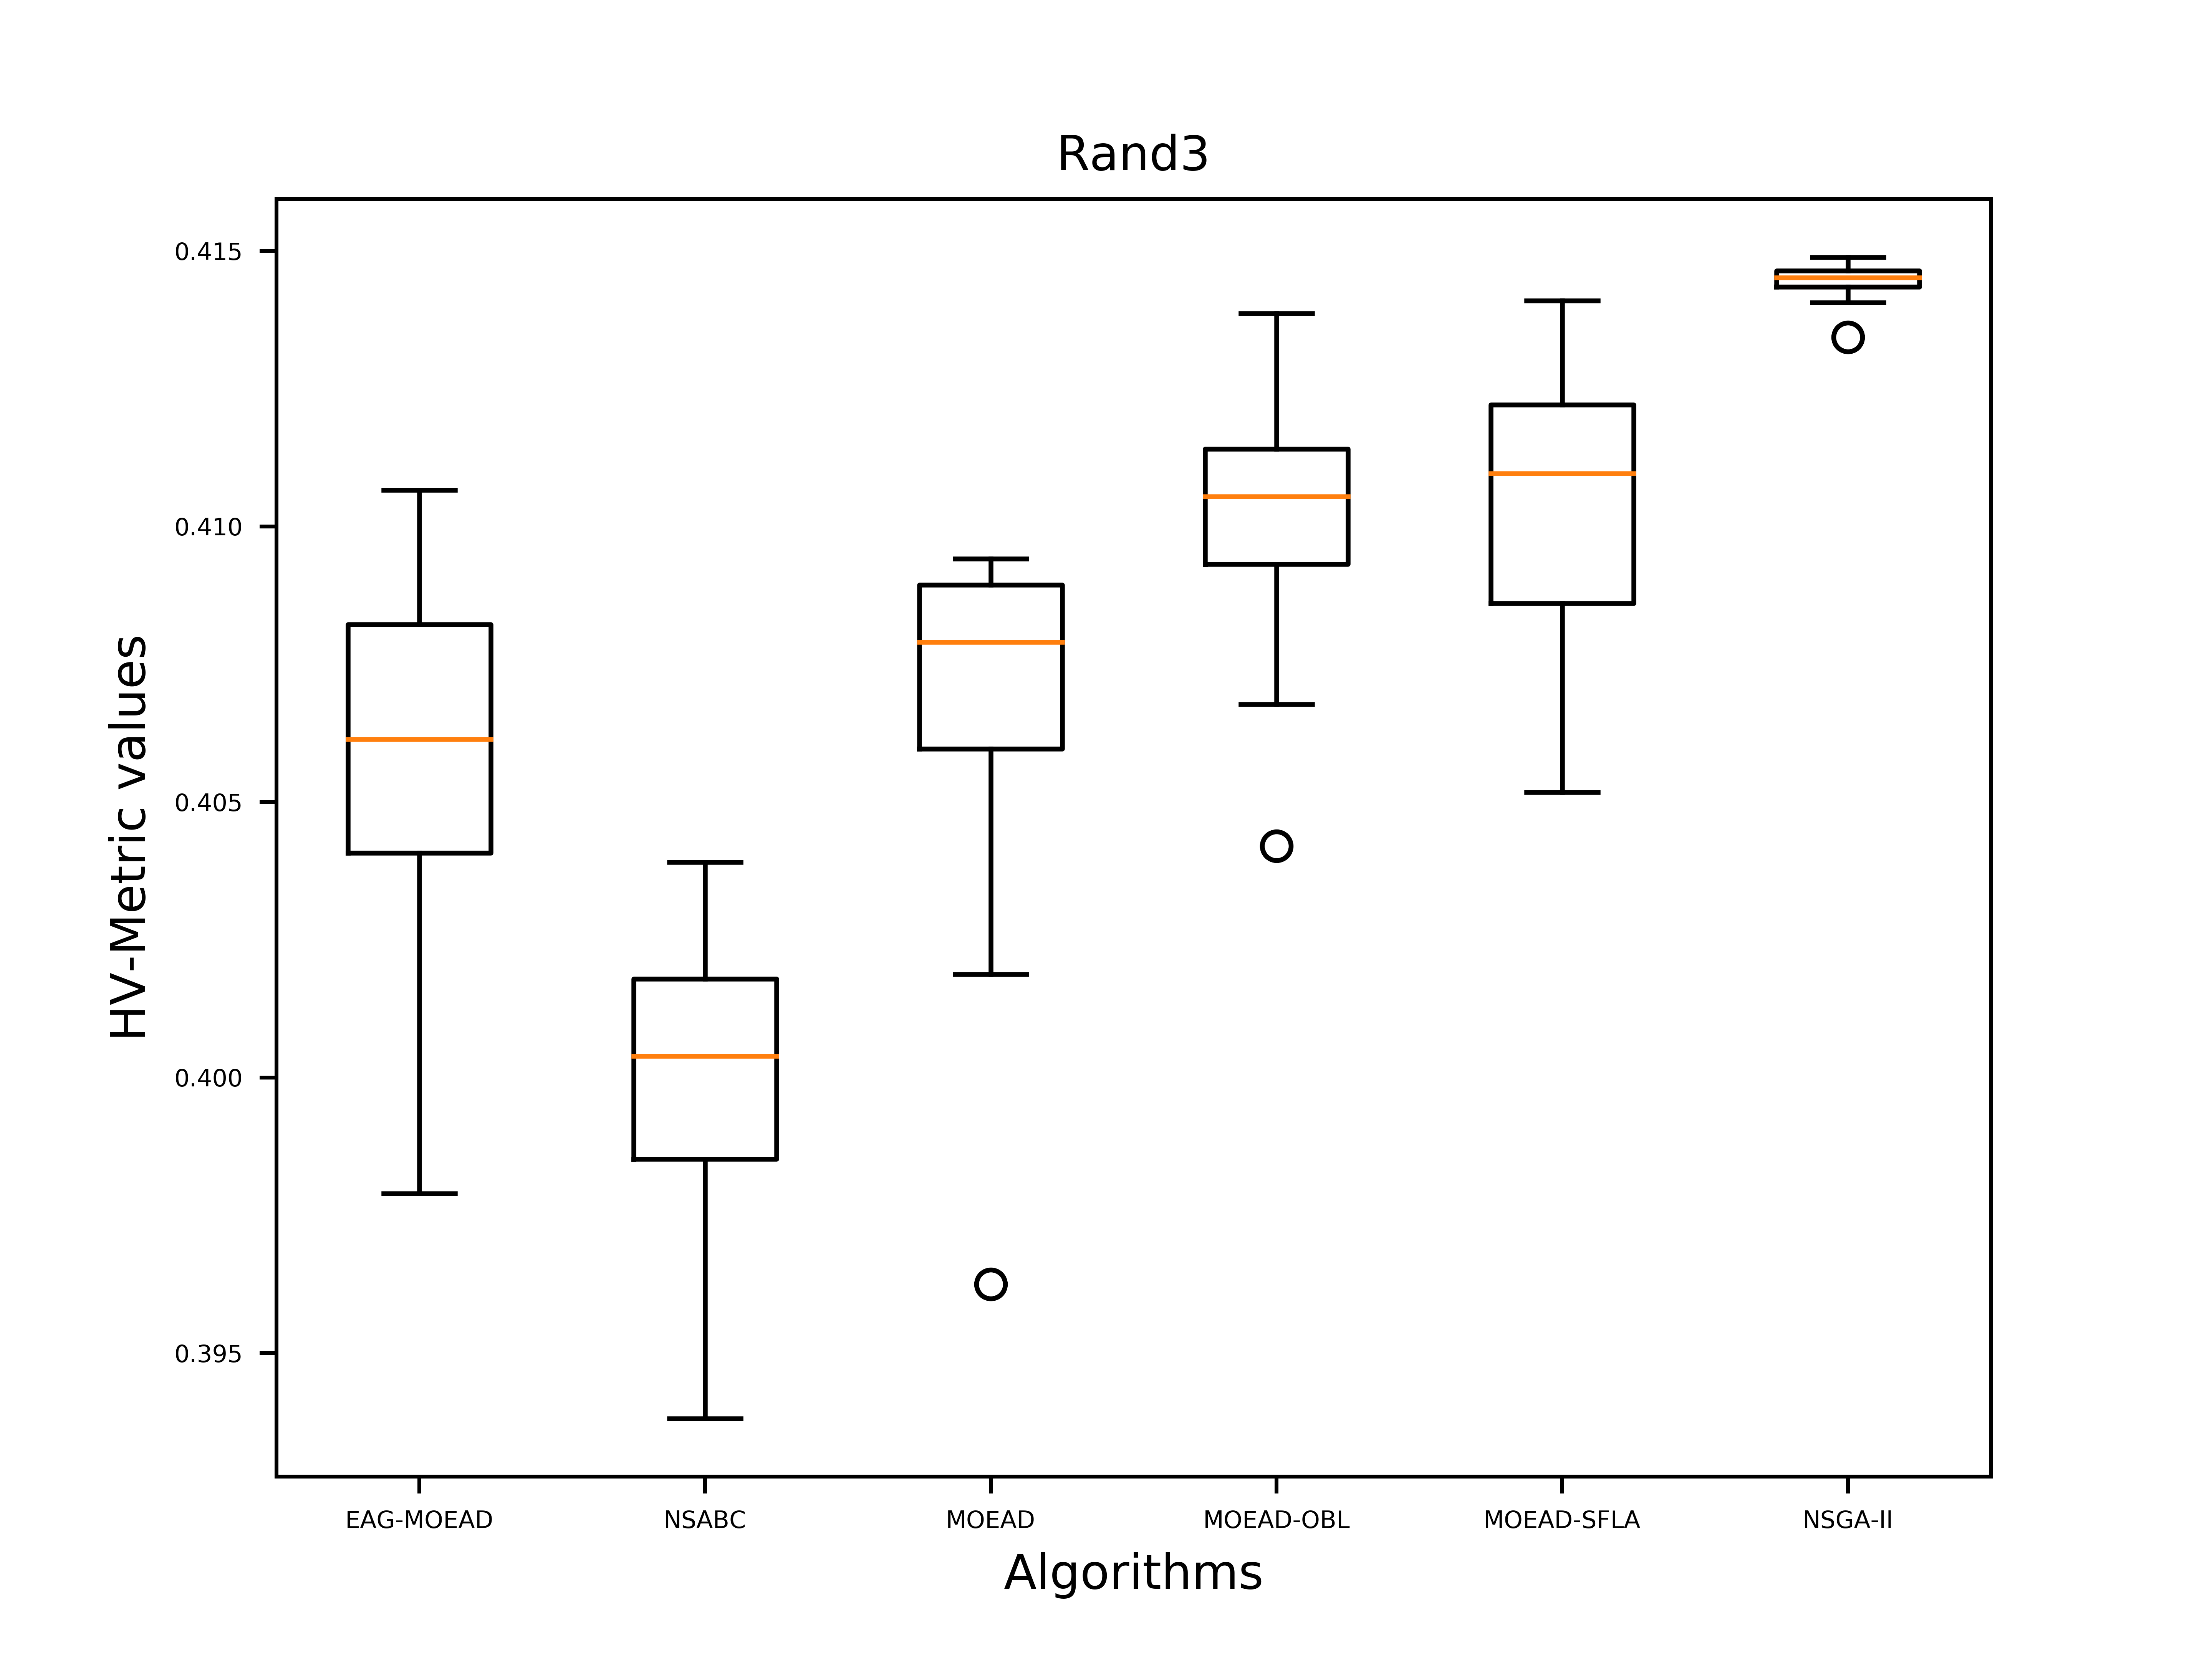 Rand3
HV-Metric values
0.415
0.410
0.405
0.400
0.395
EAG-MOEAD NSABC MOEAD MOEAD-OBL MOEAD-SFLA NSGA-II
Algorithms